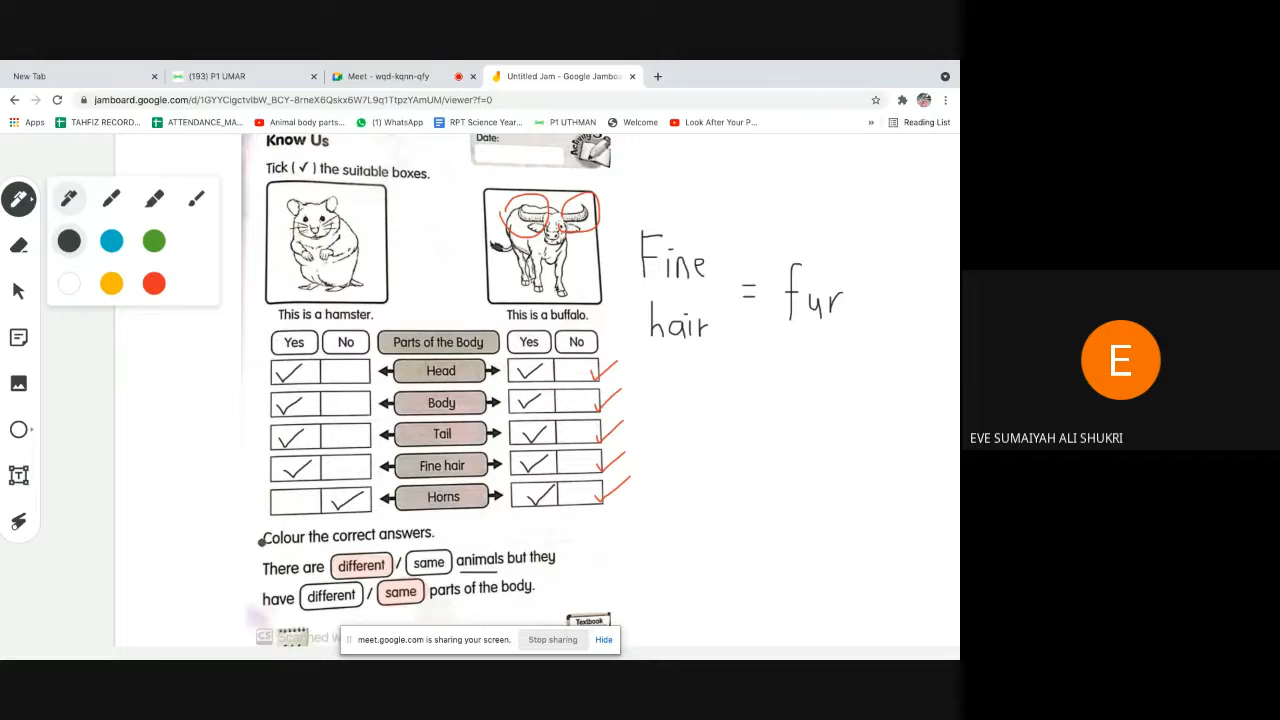 New Tab
(193) P1 UMAR
Meet - wqd-kqnn-qfy
Untitled Jam - Google Jamboa
jamboard.google.com/d/1GYYCigctvIbW_BCY-8rneX6Qskx6W7L9q1TtpzYAmUM/viewer?f=0
Apps
TAHFIZ RECORD...
ATTENDANCE_MA...
Animal body parts...
(1) WhatsApp
RPT Science Year...
P1 UTHMAN
Welcome
Look After Your P...
»
Reading List
Know Us
Date:
Tick ( ✓ ) the suitable boxes.
This is a hamster.
This is a buffalo.
Fine
hair
= fur
Yes No Parts of the Body Yes No
Head
Body
Tail
Fine hair
Horns
Colour the correct answers.
There are different / same animals but they
have different / same parts of the body.
Textbook
CS Scanned w
meet.google.com is sharing your screen. Stop sharing Hide
E
EVE SUMAIYAH ALI SHUKRI